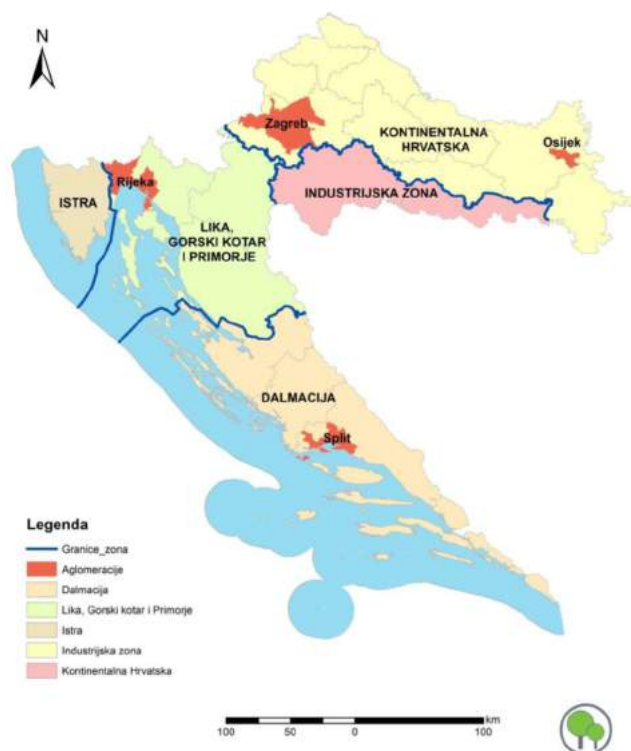 N
Zagreb
KONTINENTALNA
HRVATSKA
Osijek
Rijeka
ISTRA
INDUSTRIJSKA ZONA
LIKA,
GORSKI KOTAR
I PRIMORJE
DALMACIJA
Split
Legenda
Granice_zona
Aglomeracije
Dalmacija
Lika, Gorski kotar i Primorje
Istra
Industrijska zona
Kontinentalna Hrvatska
km
100 50 0 100